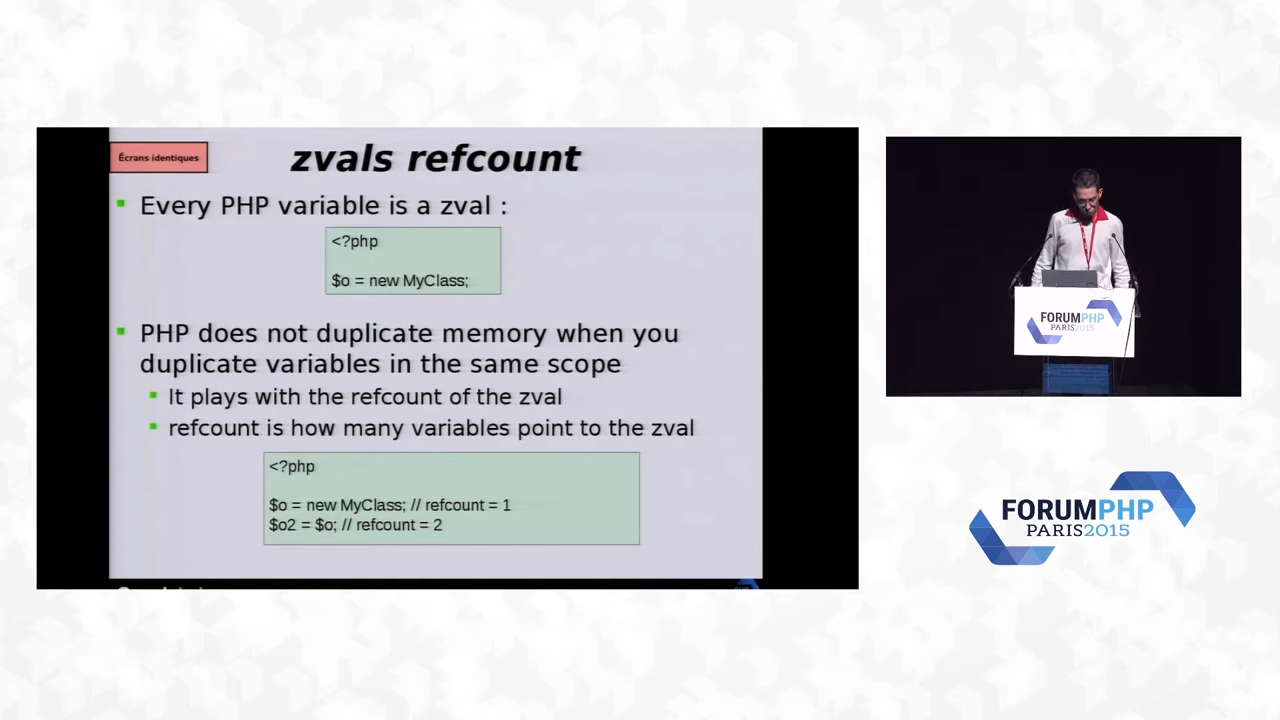 Écrans identiques
zvals refcount
Every PHP variable is a zval :
<?php
$o = new MyClass;
PHP does not duplicate memory when you
duplicate variables in the same scope
It plays with the refcount of the zval
refcount is how many variables point to the zval
<?php
$o = new MyClass; // refcount = 1
$o2 = $o; // refcount = 2
FORUMPHP
PARIS2015
FORUMPHP
PARIS2015